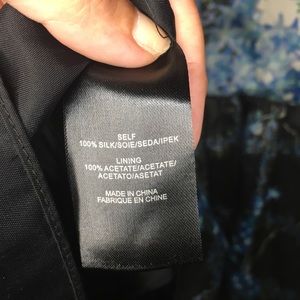 SELF
100% SILK/SOIE/SEDA/IPEK
LINING
100% ACETATE/ACETATE/
ACETATO/ASETAT
MADE IN CHINA
FABRIQUE EN CHINE